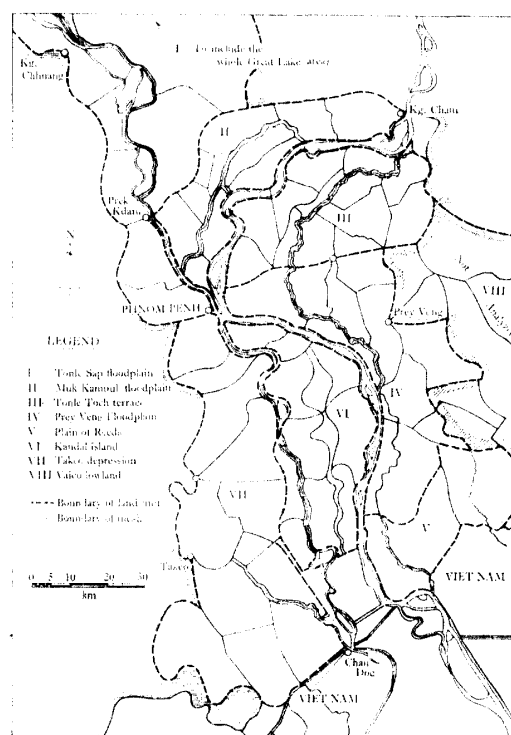 I To include the
whole Great Lake area
Kg.
Chhnang
Kg. Cham
II
Prek
Kdam
III
N
VIII
PHNOM PENH
Prey Veng
LEGEND
I Tonle Sap floodplain
II Muk Kampoul floodplain
III Tonle Toch terraces
IV Prey Veng floodplain
V Plain of Reeds
VI Kandal island
VII Takeo depression
VIII Vaico lowland
Boundary of land unit
Boundary of
IV
VI
VII
V
Takeo
VIET NAM
0 5 10 20 30
km
Chau
Doc
VIET NAM